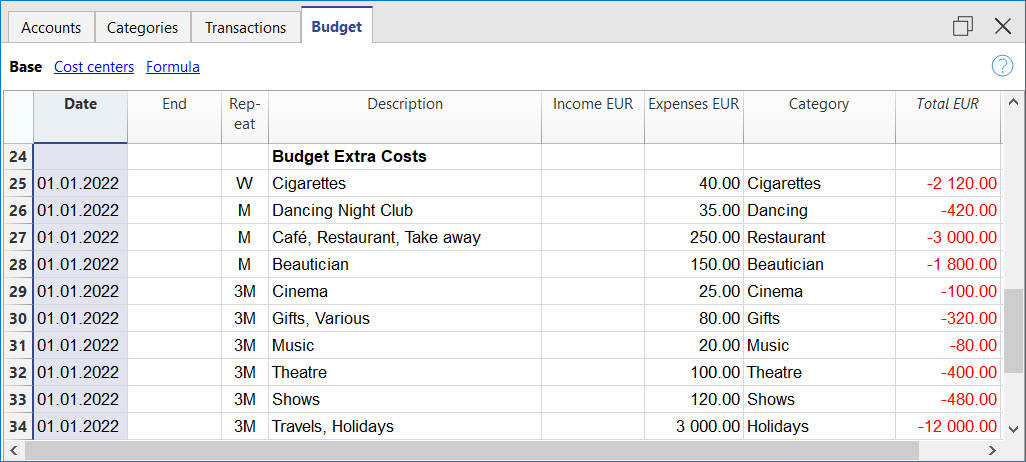 Accounts Categories Transactions Budget
Base Cost centers Formula ?
Date End Rep- Description Income EUR Expenses EUR Category Total EUR
eat
24 Budget Extra Costs
25 01.01.2022 W Cigarettes 40.00 Cigarettes -2 120.00
26 01.01.2022 M Dancing Night Club 35.00 Dancing -420.00
27 01.01.2022 M Café, Restaurant, Take away 250.00 Restaurant -3 000.00
28 01.01.2022 M Beautician 150.00 Beautician -1 800.00
29 01.01.2022 3M Cinema 25.00 Cinema -100.00
30 01.01.2022 3M Gifts, Various 80.00 Gifts -320.00
31 01.01.2022 3M Music 20.00 Music -80.00
32 01.01.2022 3M Theatre 100.00 Theatre -400.00
33 01.01.2022 3M Shows 120.00 Shows -480.00
34 01.01.2022 3M Travels, Holidays 3 000.00 Holidays -12 000.00